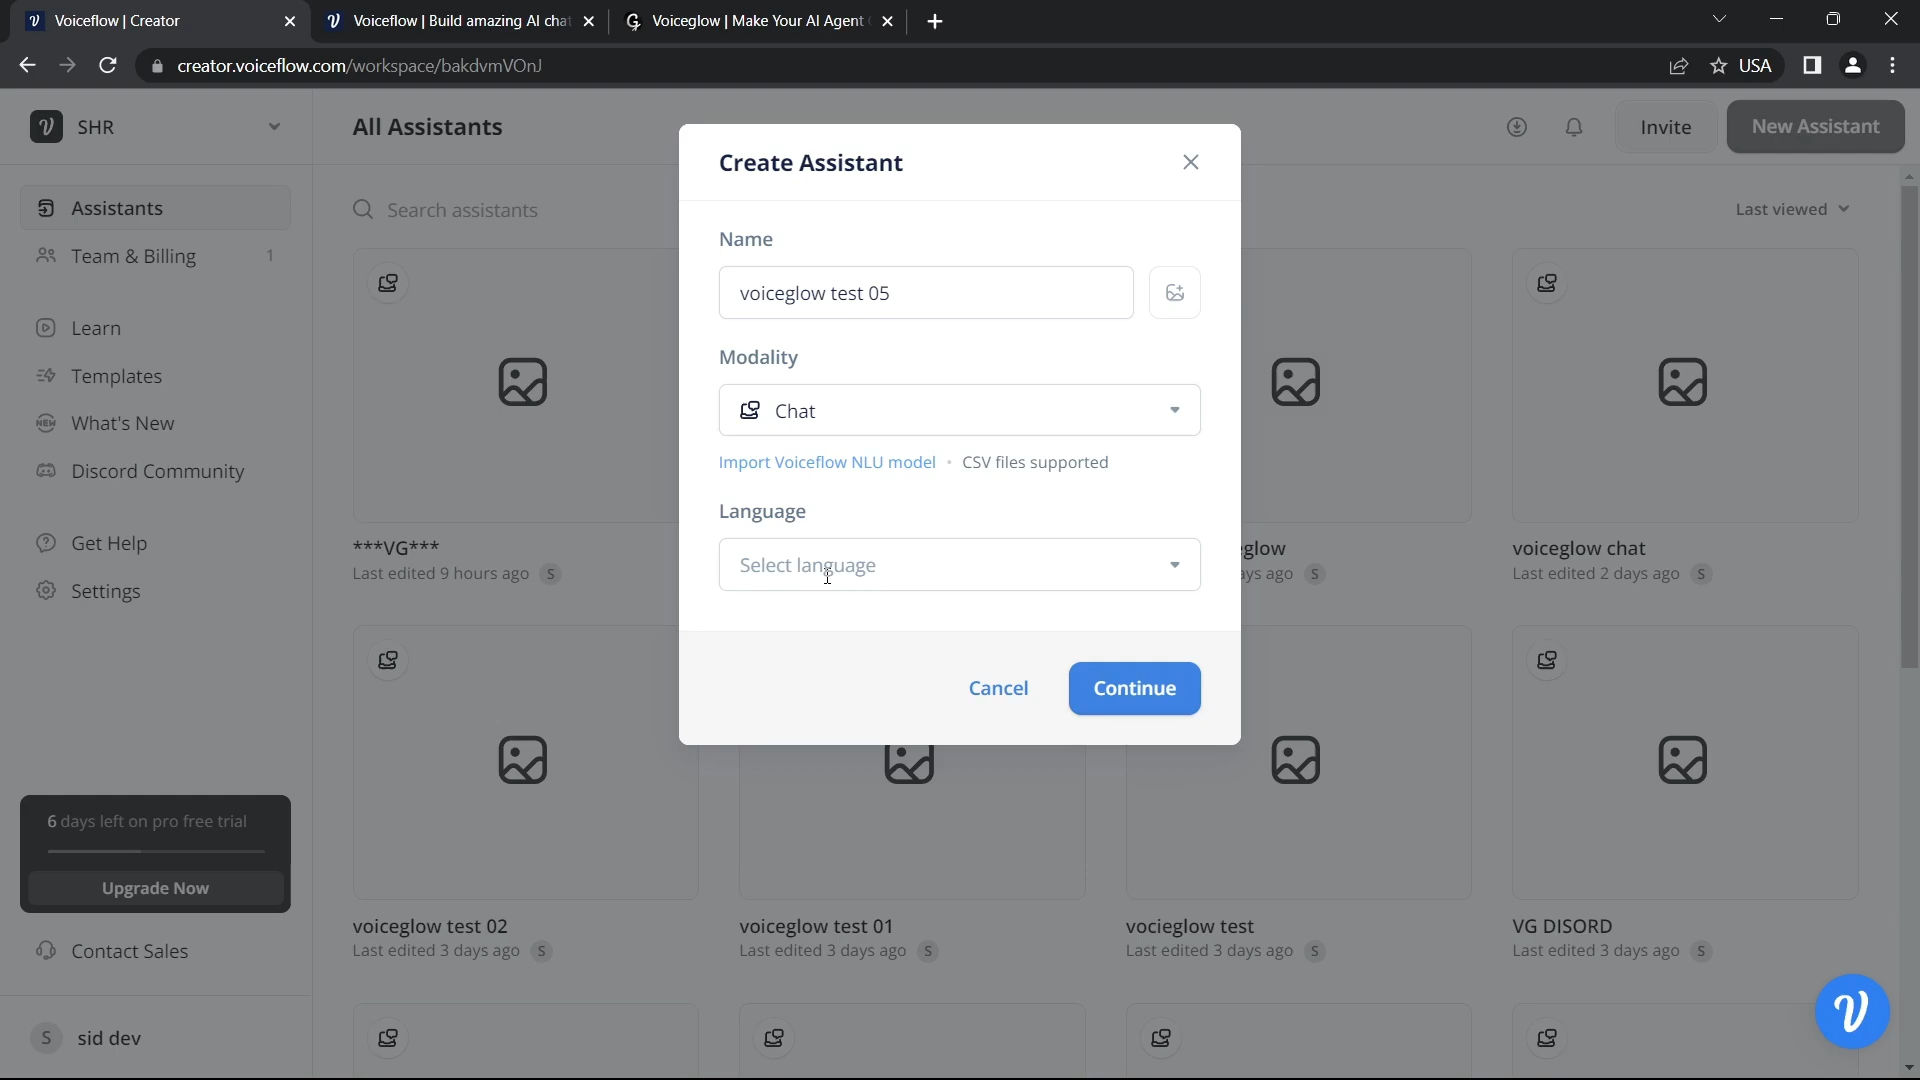 Voiceflow | Creator
Voiceflow | Build amazing AI cha
Voiceglow | Make Your AI Agent
creator.voiceflow.com/workspace/bakdvmVOnJ
USA
SHR
All Assistants
Invite
New Assistant
Assistants
Team & Billing 1
Learn
Templates
NEW What's New
Discord Community
Get Help
Settings
6 days left on pro free trial
Upgrade Now
Contact Sales
S sid dev
Search assistants
Last viewed
Create Assistant
Name
voiceglow test 05
Modality
Chat
Import Voiceflow NLU model • CSV files supported
Language
Select language
Cancel
Continue
***VG***
Last edited 9 hours ago S
eglow
ays ago S
voiceglow chat
Last edited 2 days ago S
voiceglow test 02
Last edited 3 days ago S
voiceglow test 01
Last edited 3 days ago S
vocieglow test
Last edited 3 days ago S
VG DISORD
Last edited 3 days ago S